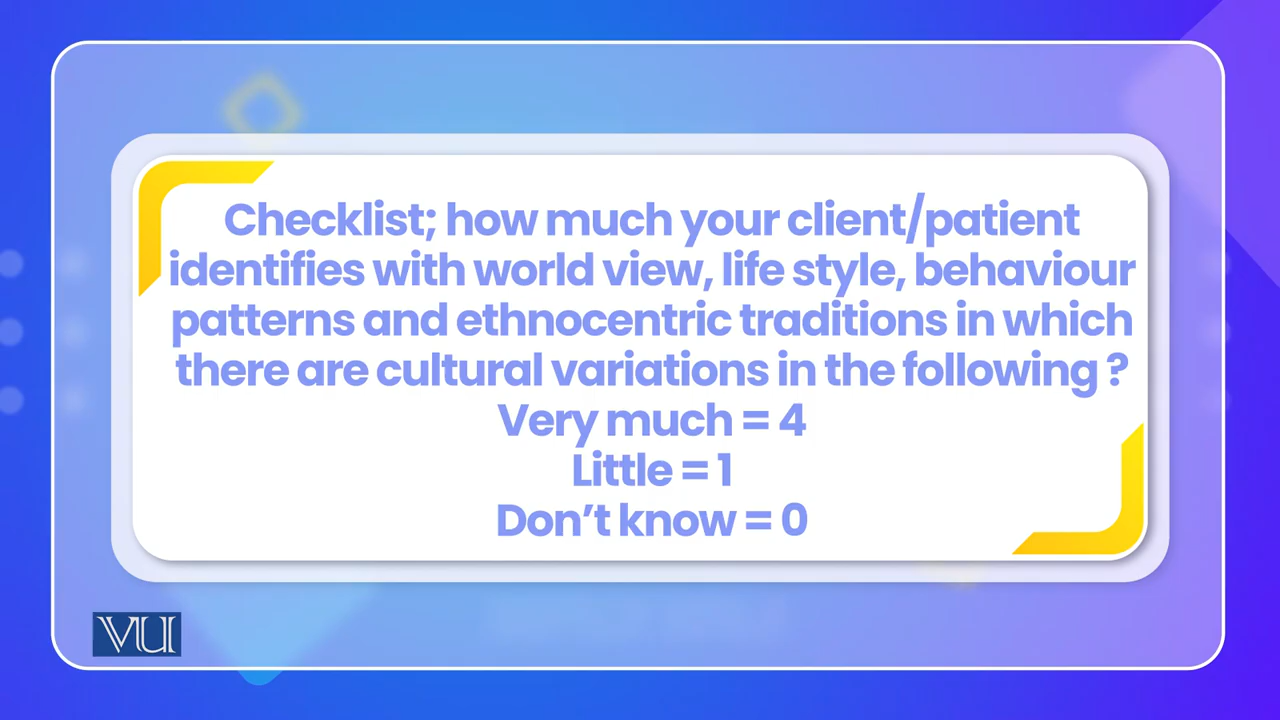 Checklist; how much your client/patient
identifies with world view, life style, behaviour
patterns and ethnocentric traditions in which
there are cultural variations in the following ?
Very much = 4
Little = 1
Don’t know = 0
VU